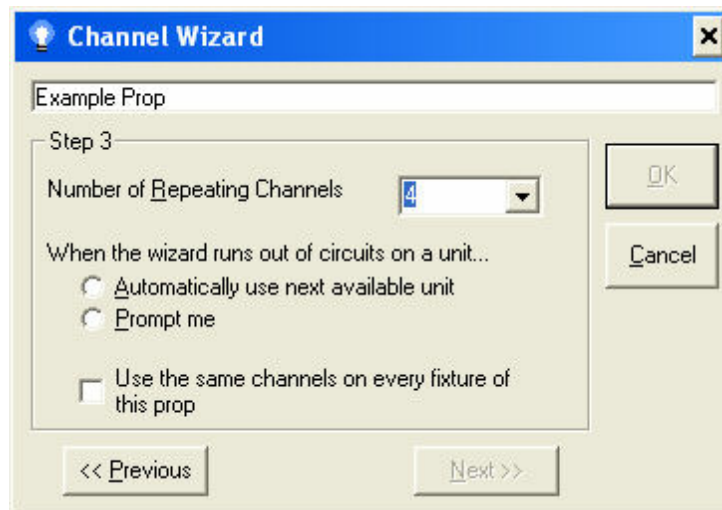 Channel Wizard
Example Prop
Step 3
Number of Repeating Channels
4
OK
When the wizard runs out of circuits on a unit...
Cancel
Automatically use next available unit
Prompt me
Use the same channels on every fixture of
this prop
<< Previous
Next >>